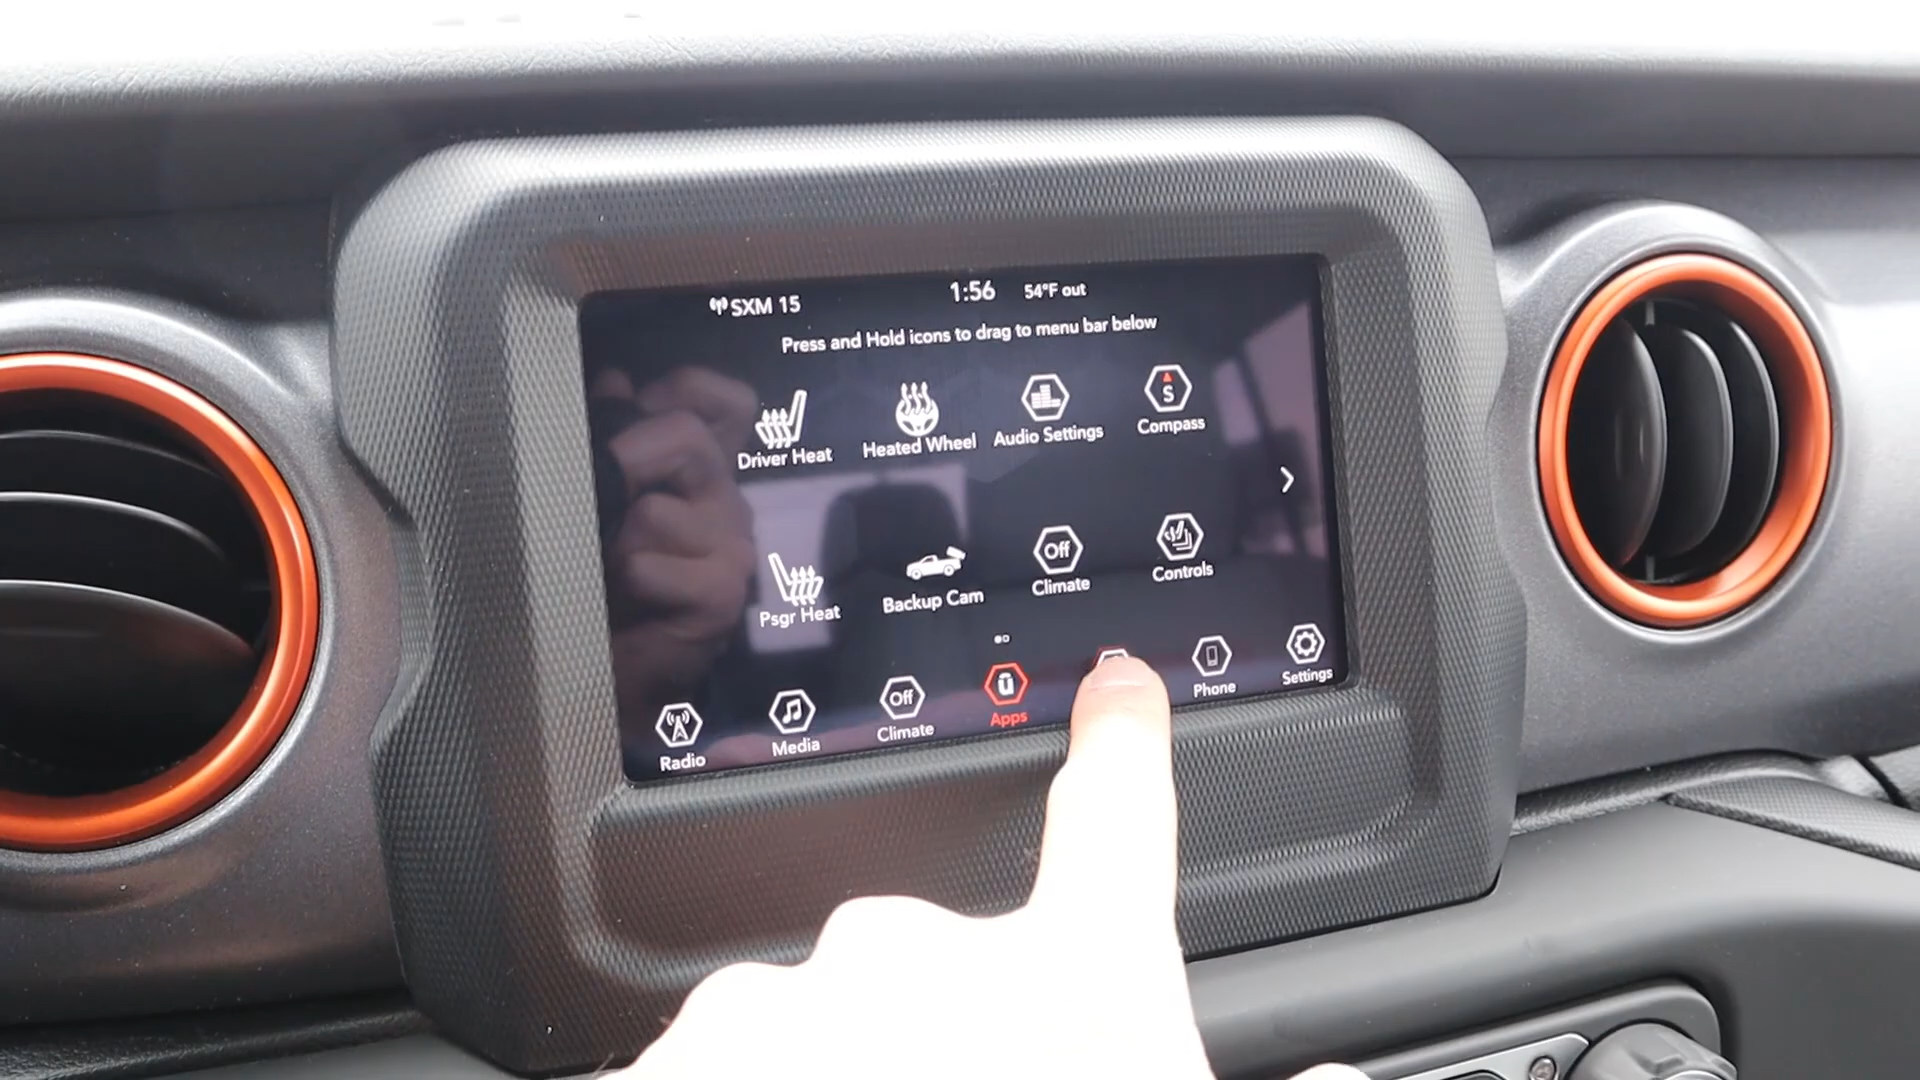 SXM 15 1:56 54°F out
Press and Hold icons to drag to menu bar below
Driver Heat Heated Wheel Audio Settings S Compass
Psgr Heat Backup Cam Off Climate Controls
Radio Media Off Climate Apps Phone Settings